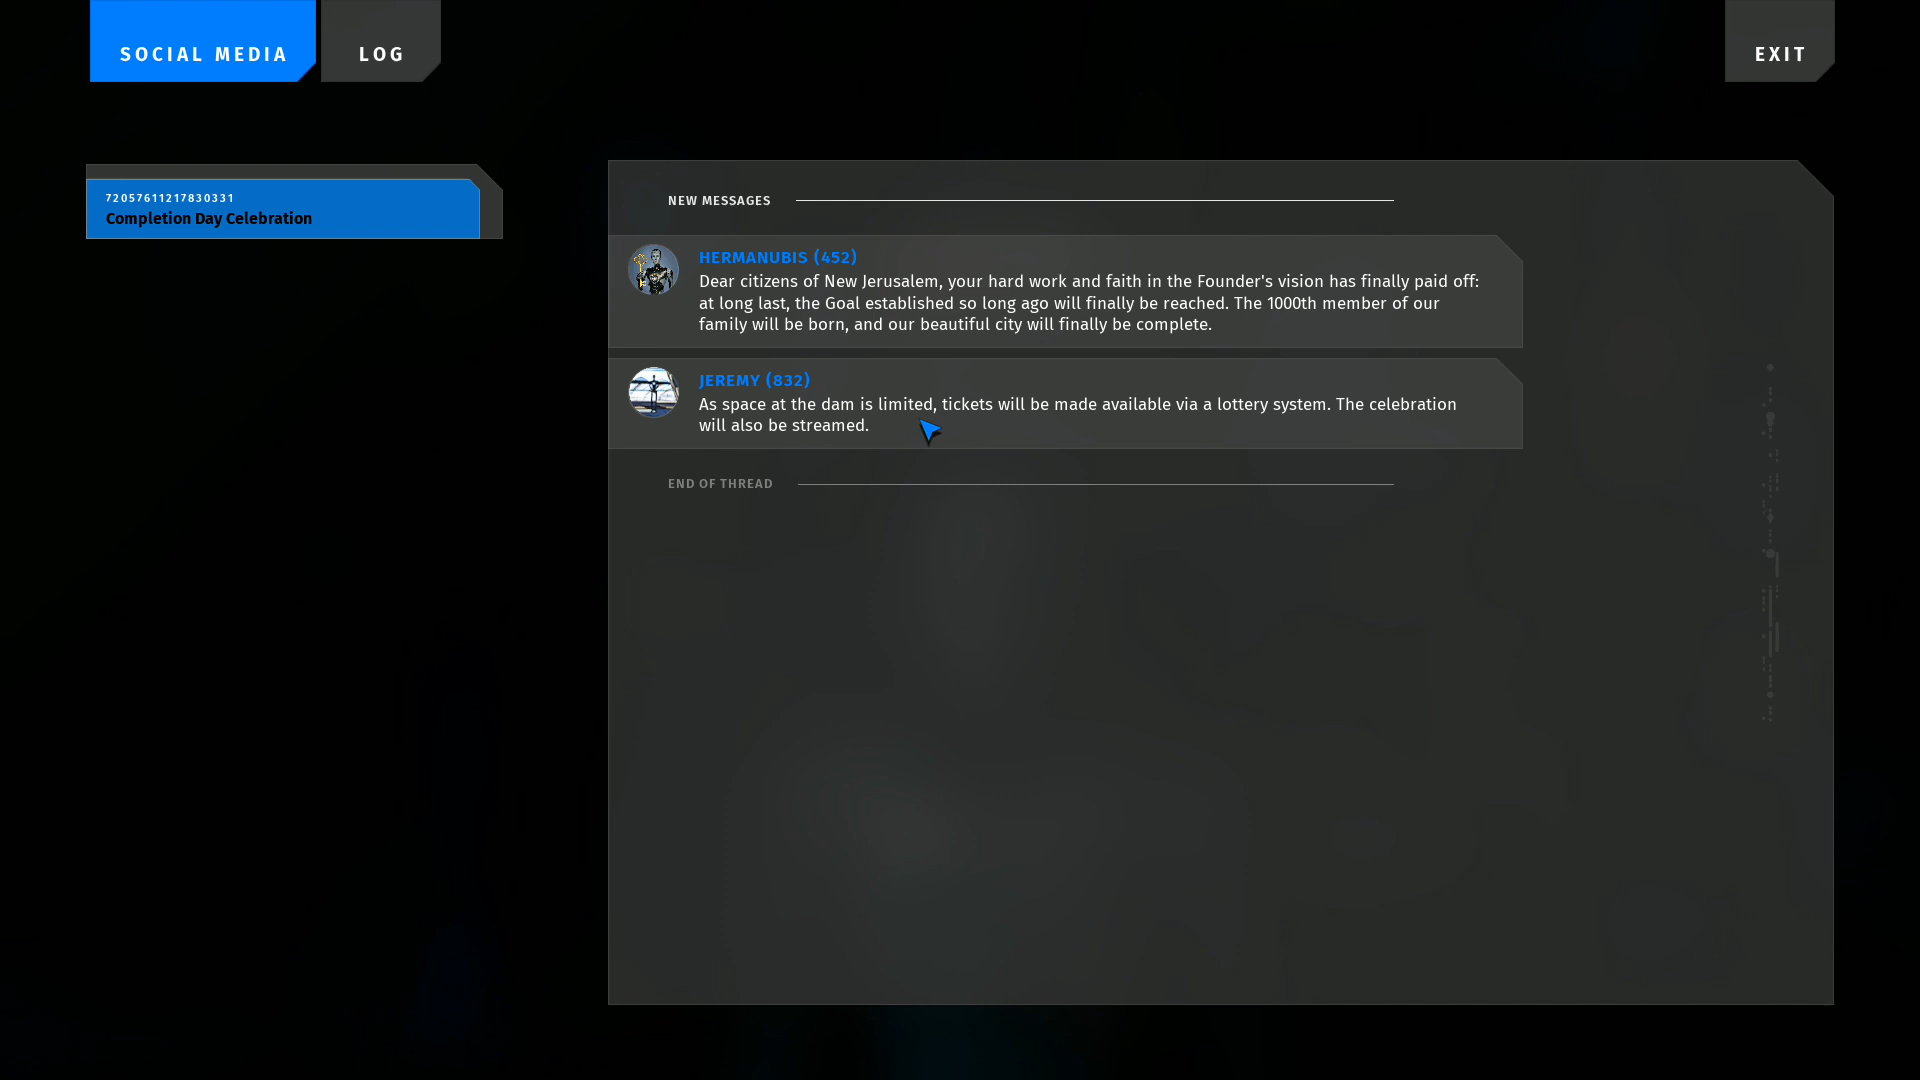 SOCIAL MEDIA
LOG
EXIT
72057611217830331
Completion Day Celebration
NEW MESSAGES
HERMANUBIS (452)
Dear citizens of New Jerusalem, your hard work and faith in the Founder's vision has finally paid off:
at long last, the Goal established so long ago will finally be reached. The 1000th member of our
family will be born, and our beautiful city will finally be complete.
JEREMY (832)
As space at the dam is limited, tickets will be made available via a lottery system. The celebration
will also be streamed.
END OF THREAD